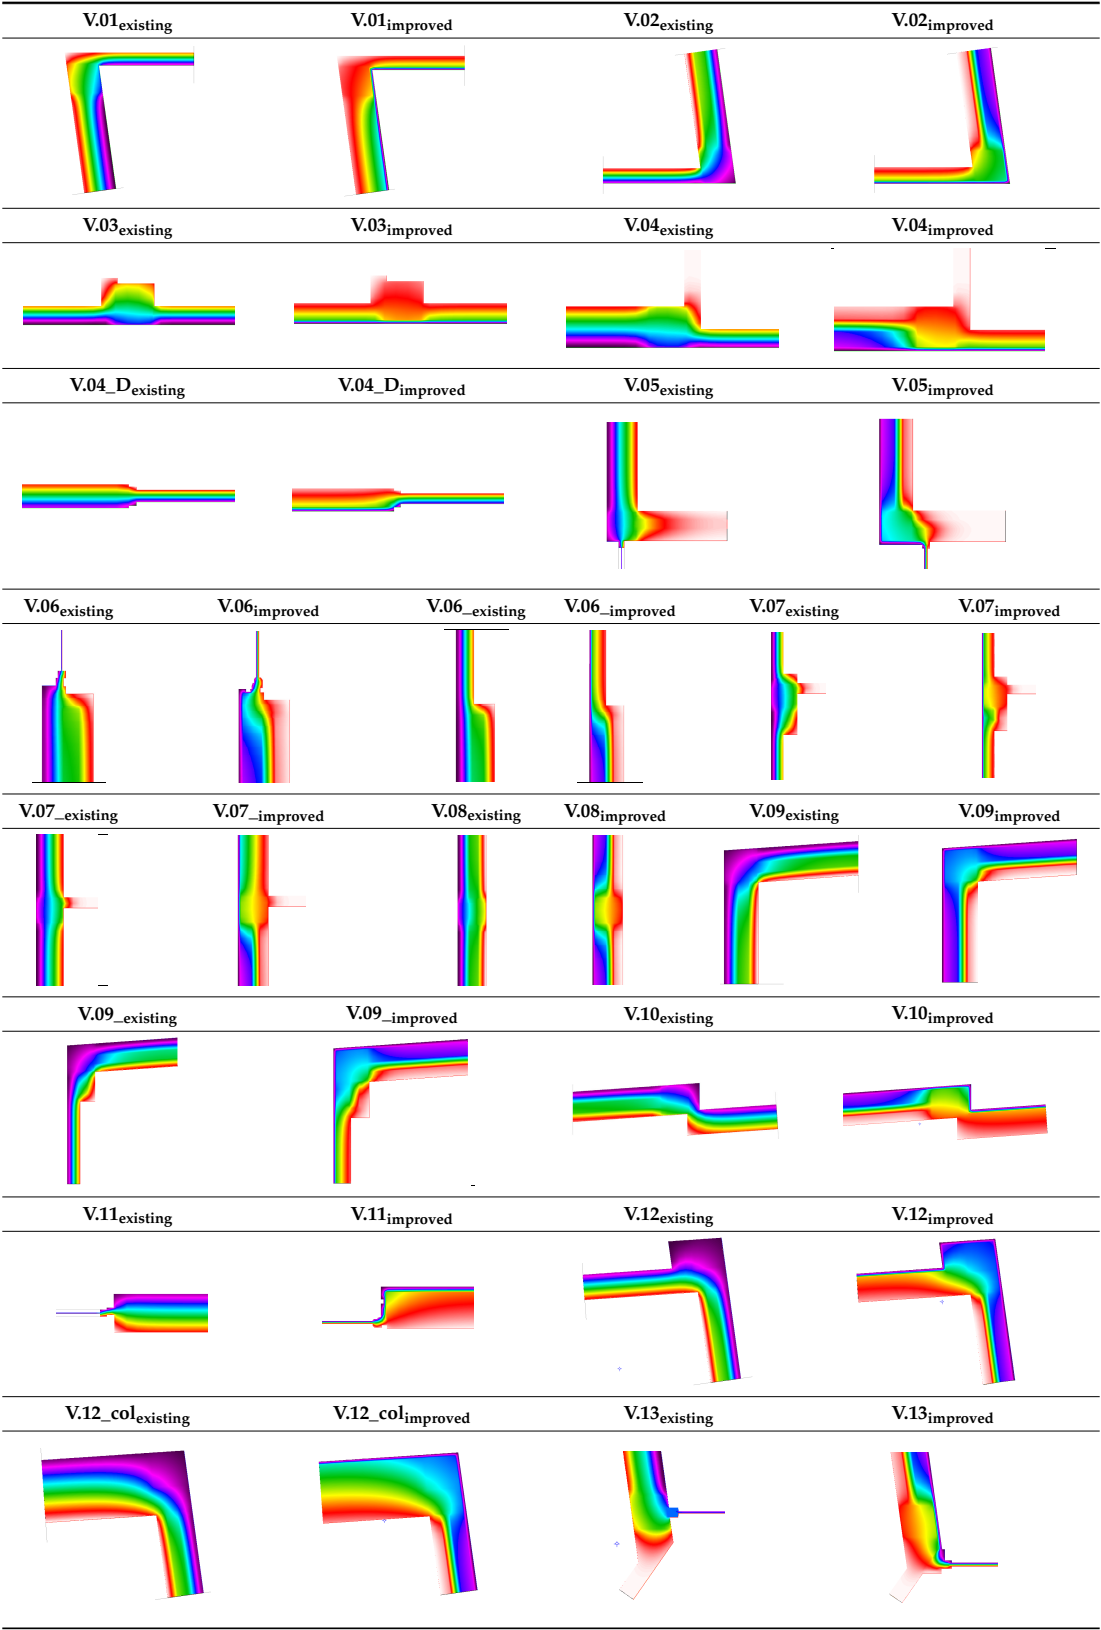 V.01existing V.01improved V.02existing V.02improved
V.03existing V.03improved V.04existing V.04improved
V.04_Dexisting V.04_Dimproved V.05existing V.05improved
V.06existing V.06improved V.06_existing V.06_improved V.07existing V.07improved
V.07_existing V.07_improved V.08existing V.08improved V.09existing V.09improved
V.09_existing V.09_improved V.10existing V.10improved
V.11existing V.11improved V.12existing V.12improved
V.12_colexisting V.12_colimproved V.13existing V.13improved